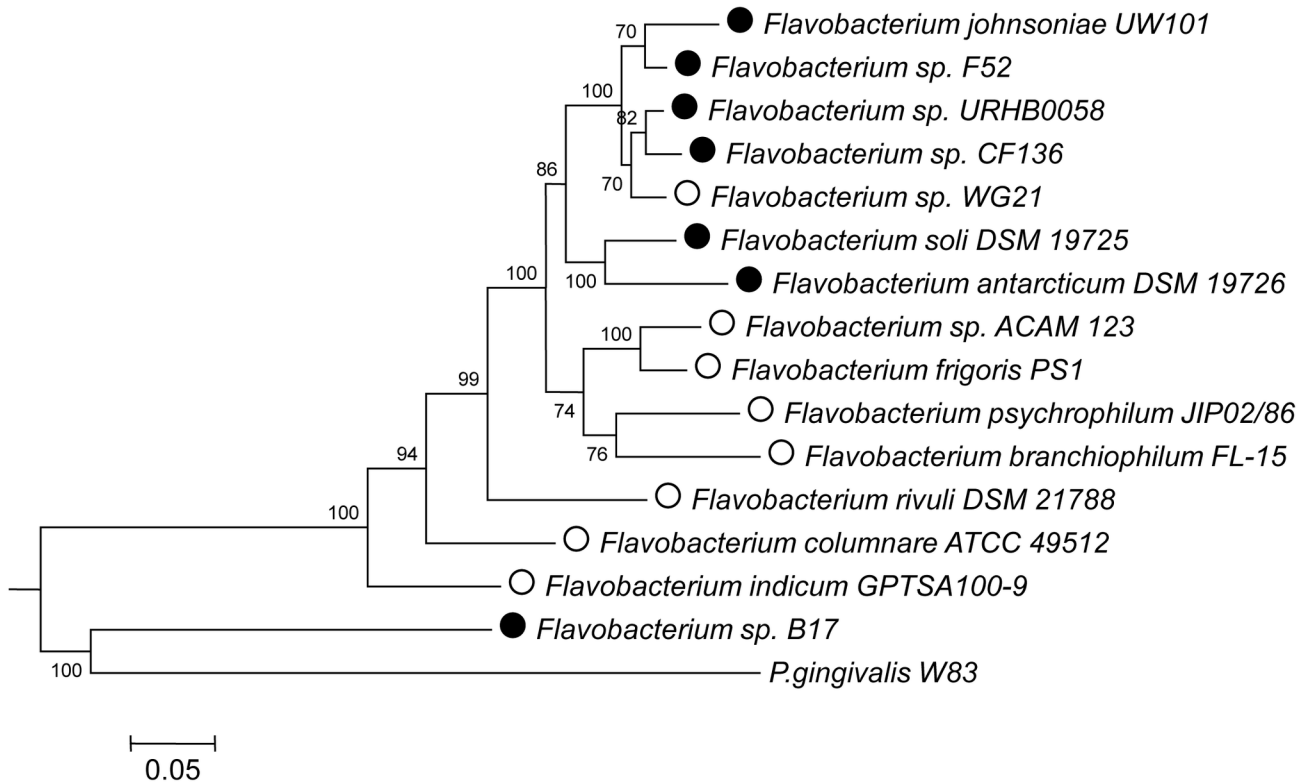 70
Flavobacterium johnsoniae UW101
Flavobacterium sp. F52
100
82
Flavobacterium sp. URHB0058
Flavobacterium sp. CF136
86
70
Flavobacterium sp. WG21
Flavobacterium soli DSM 19725
100
100
Flavobacterium antarcticum DSM 19726
100
Flavobacterium sp. ACAM 123
Flavobacterium frigoris PS1
99
74
Flavobacterium psychrophilum JIP02/86
94
76
Flavobacterium branchiophilum FL-15
Flavobacterium rivuli DSM 21788
100
Flavobacterium columnare ATCC 49512
Flavobacterium indicum GPTSA100-9
Flavobacterium sp. B17
100
P.gingivalis W83
0.05